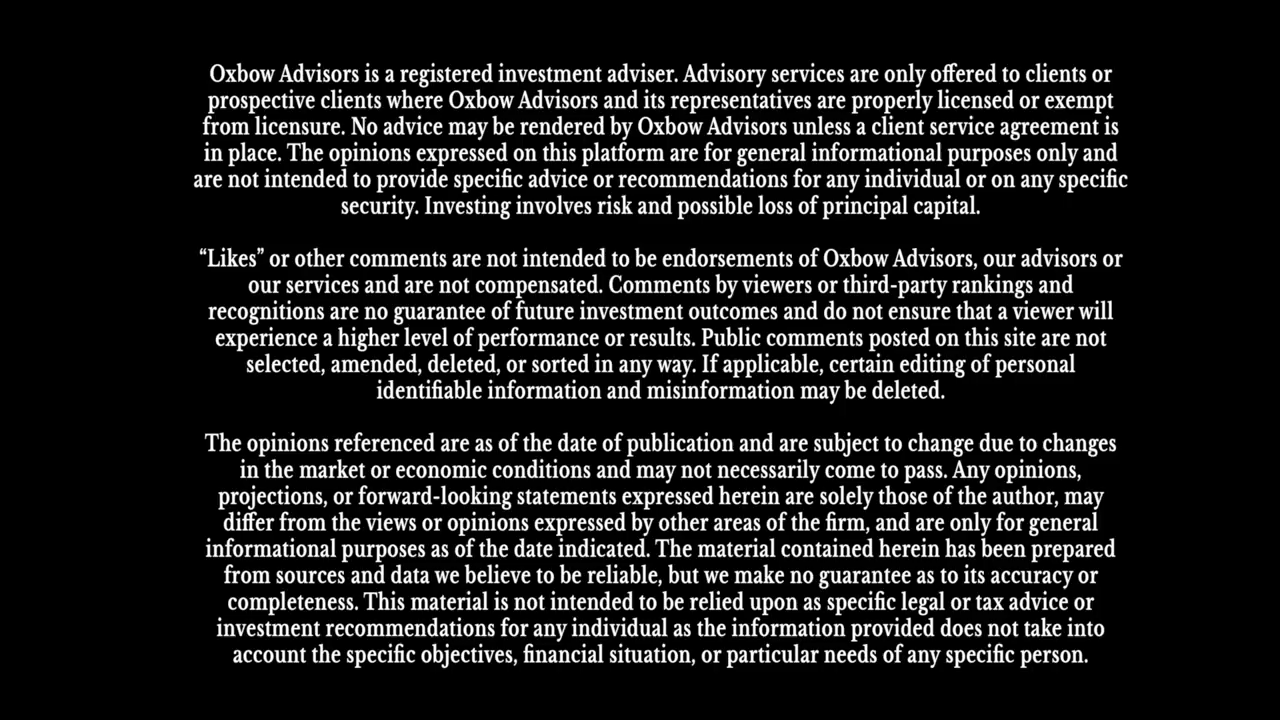 Oxbow Advisors is a registered investment adviser. Advisory services are only offered to clients or
prospective clients where Oxbow Advisors and its representatives are properly licensed or exempt
from licensure. No advice may be rendered by Oxbow Advisors unless a client service agreement is
in place. The opinions expressed on this platform are for general informational purposes only and
are not intended to provide specific advice or recommendations for any individual or on any specific
security. Investing involves risk and possible loss of principal capital.
“Likes” or other comments are not intended to be endorsements of Oxbow Advisors, our advisors or
our services and are not compensated. Comments by viewers or third-party rankings and
recognitions are no guarantee of future investment outcomes and do not ensure that a viewer will
experience a higher level of performance or results. Public comments posted on this site are not
selected, amended, deleted, or sorted in any way. If applicable, certain editing of personal
identifiable information and misinformation may be deleted.
The opinions referenced are as of the date of publication and are subject to change due to changes
in the market or economic conditions and may not necessarily come to pass. Any opinions,
projections, or forward-looking statements expressed herein are solely those of the author, may
differ from the views or opinions expressed by other areas of the firm, and are only for general
informational purposes as of the date indicated. The material contained herein has been prepared
from sources and data we believe to be reliable, but we make no guarantee as to its accuracy or
completeness. This material is not intended to be relied upon as specific legal or tax advice or
investment recommendations for any individual as the information provided does not take into
account the specific objectives, financial situation, or particular needs of any specific person.